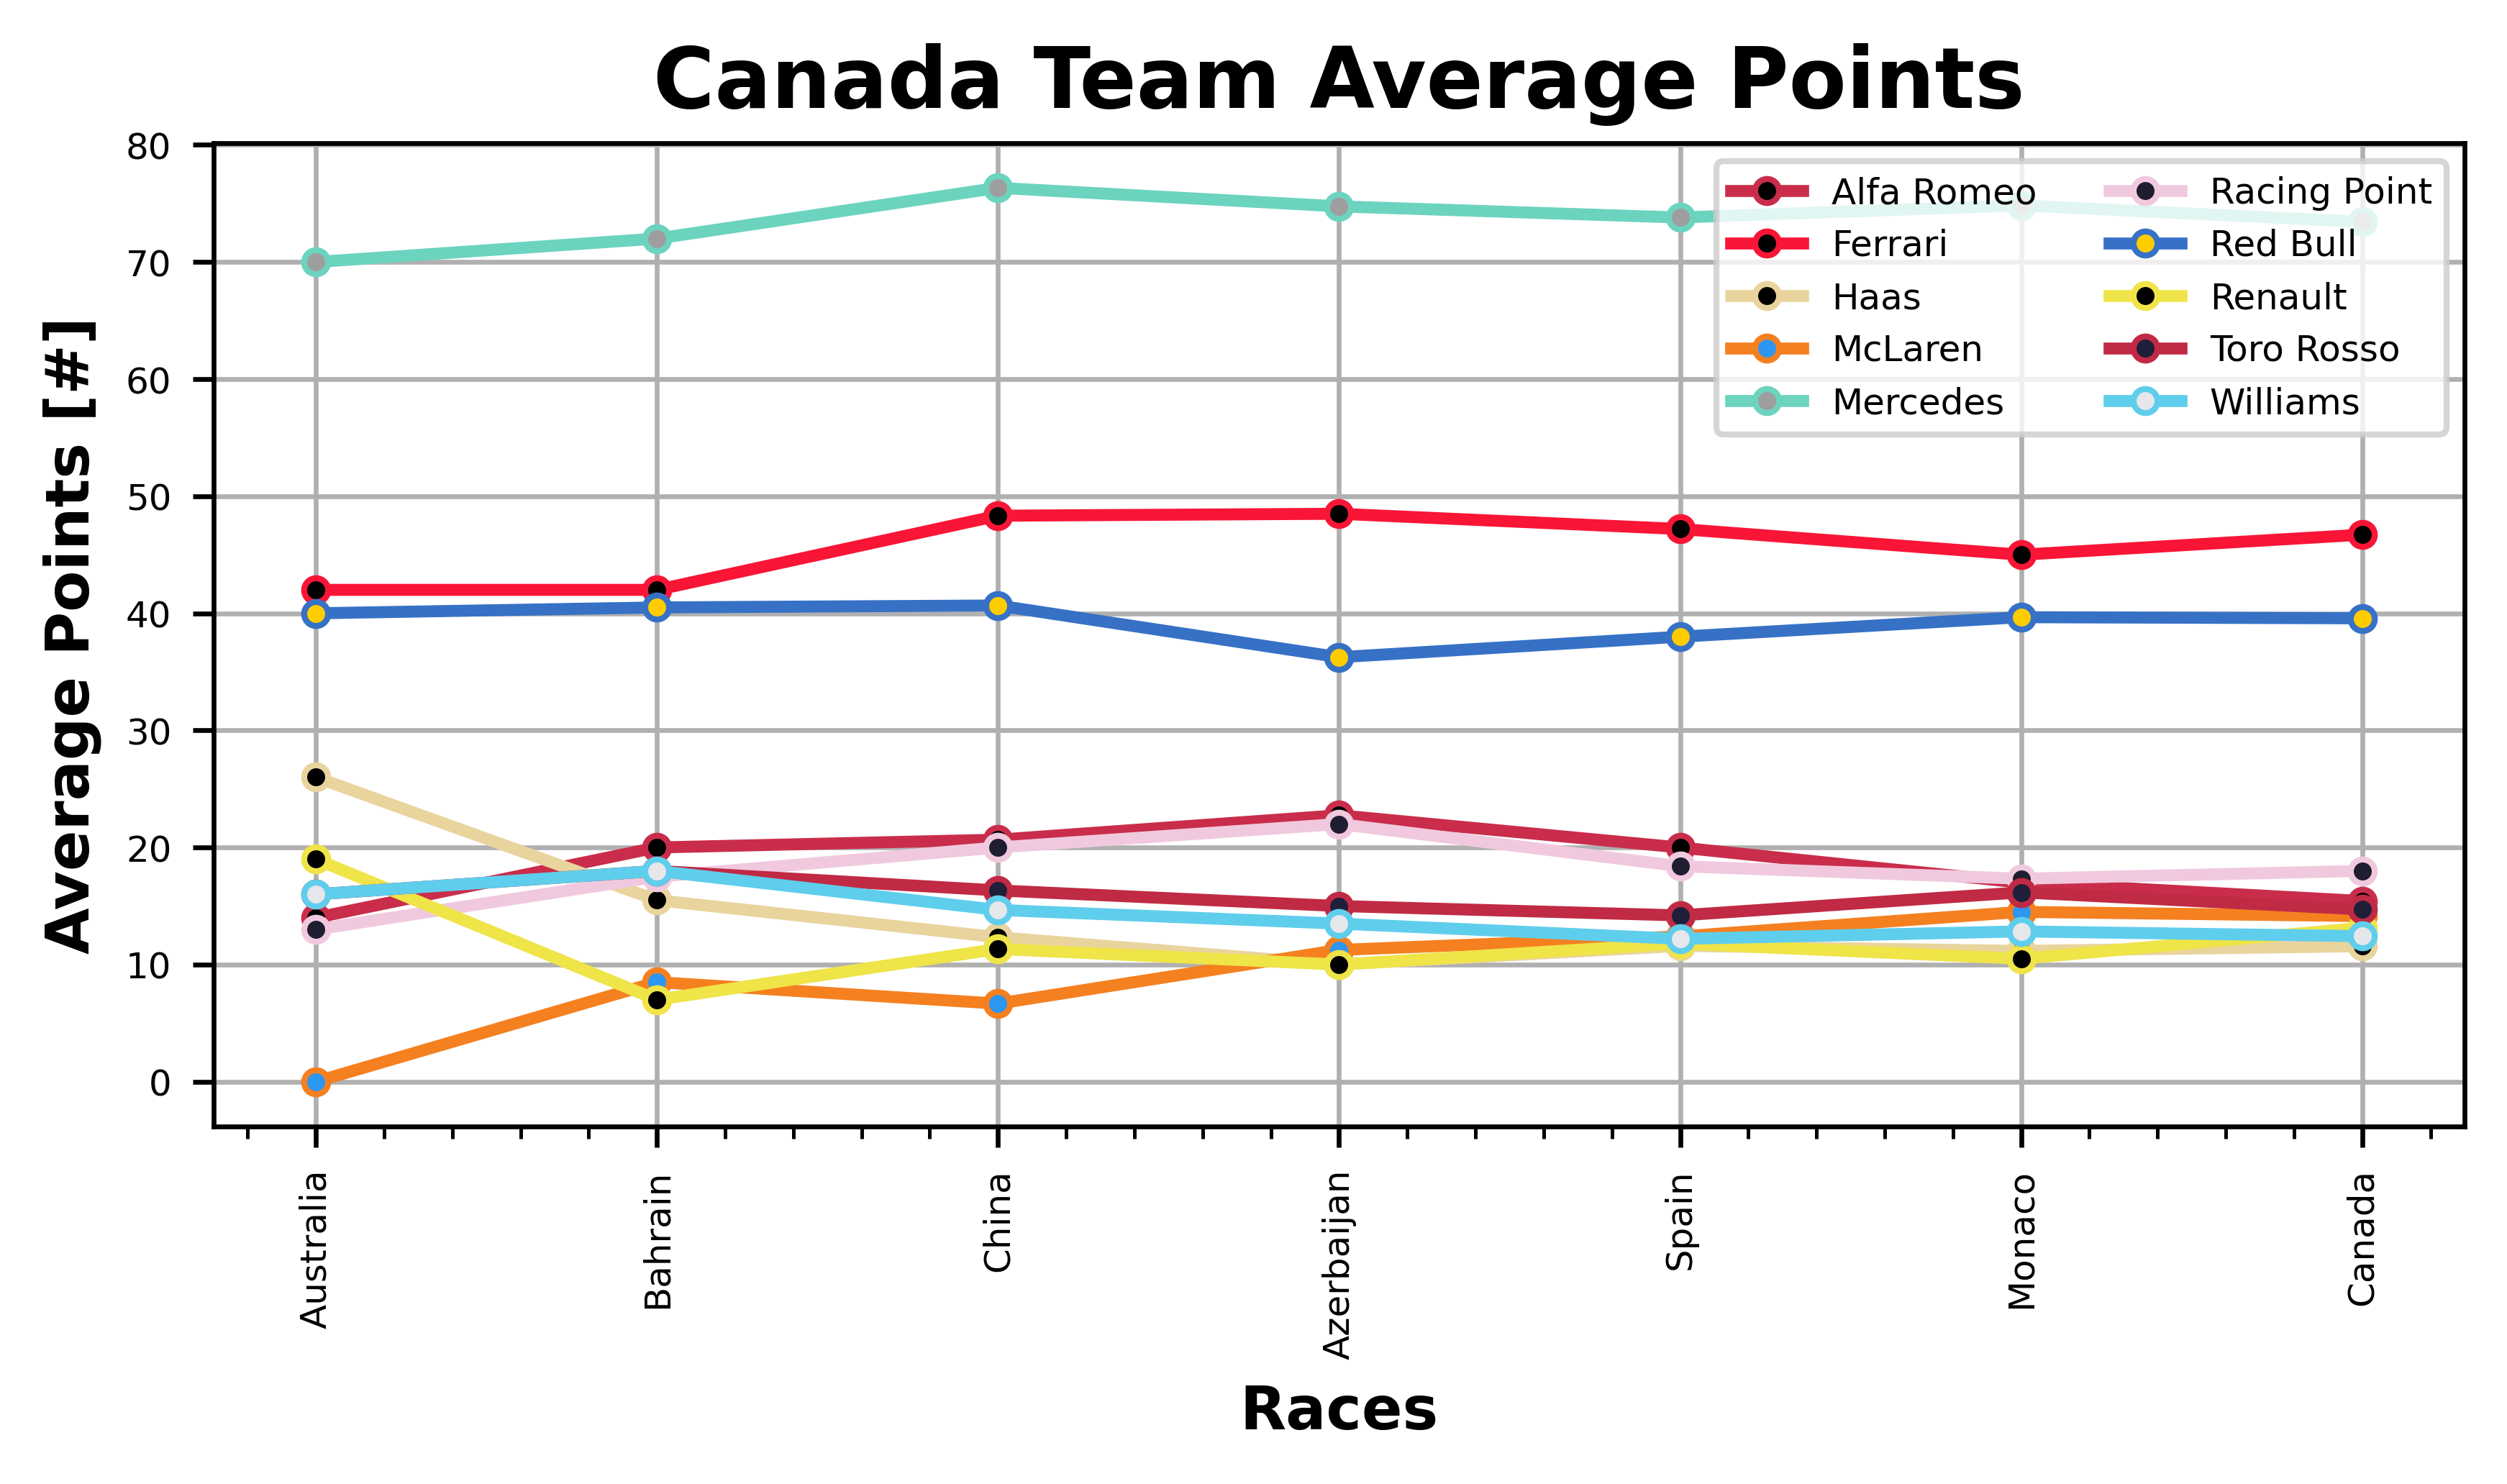 Canada Team Average Points
Average Points [#]
80
70
60
50
40
30
20
10
0
Alfa Romeo
Ferrari
Haas
McLaren
Mercedes
Racing Point
Red Bull
Renault
Toro Rosso
Williams
Australia
Bahrain
China
Azerbaijan
Spain
Monaco
Canada
Races